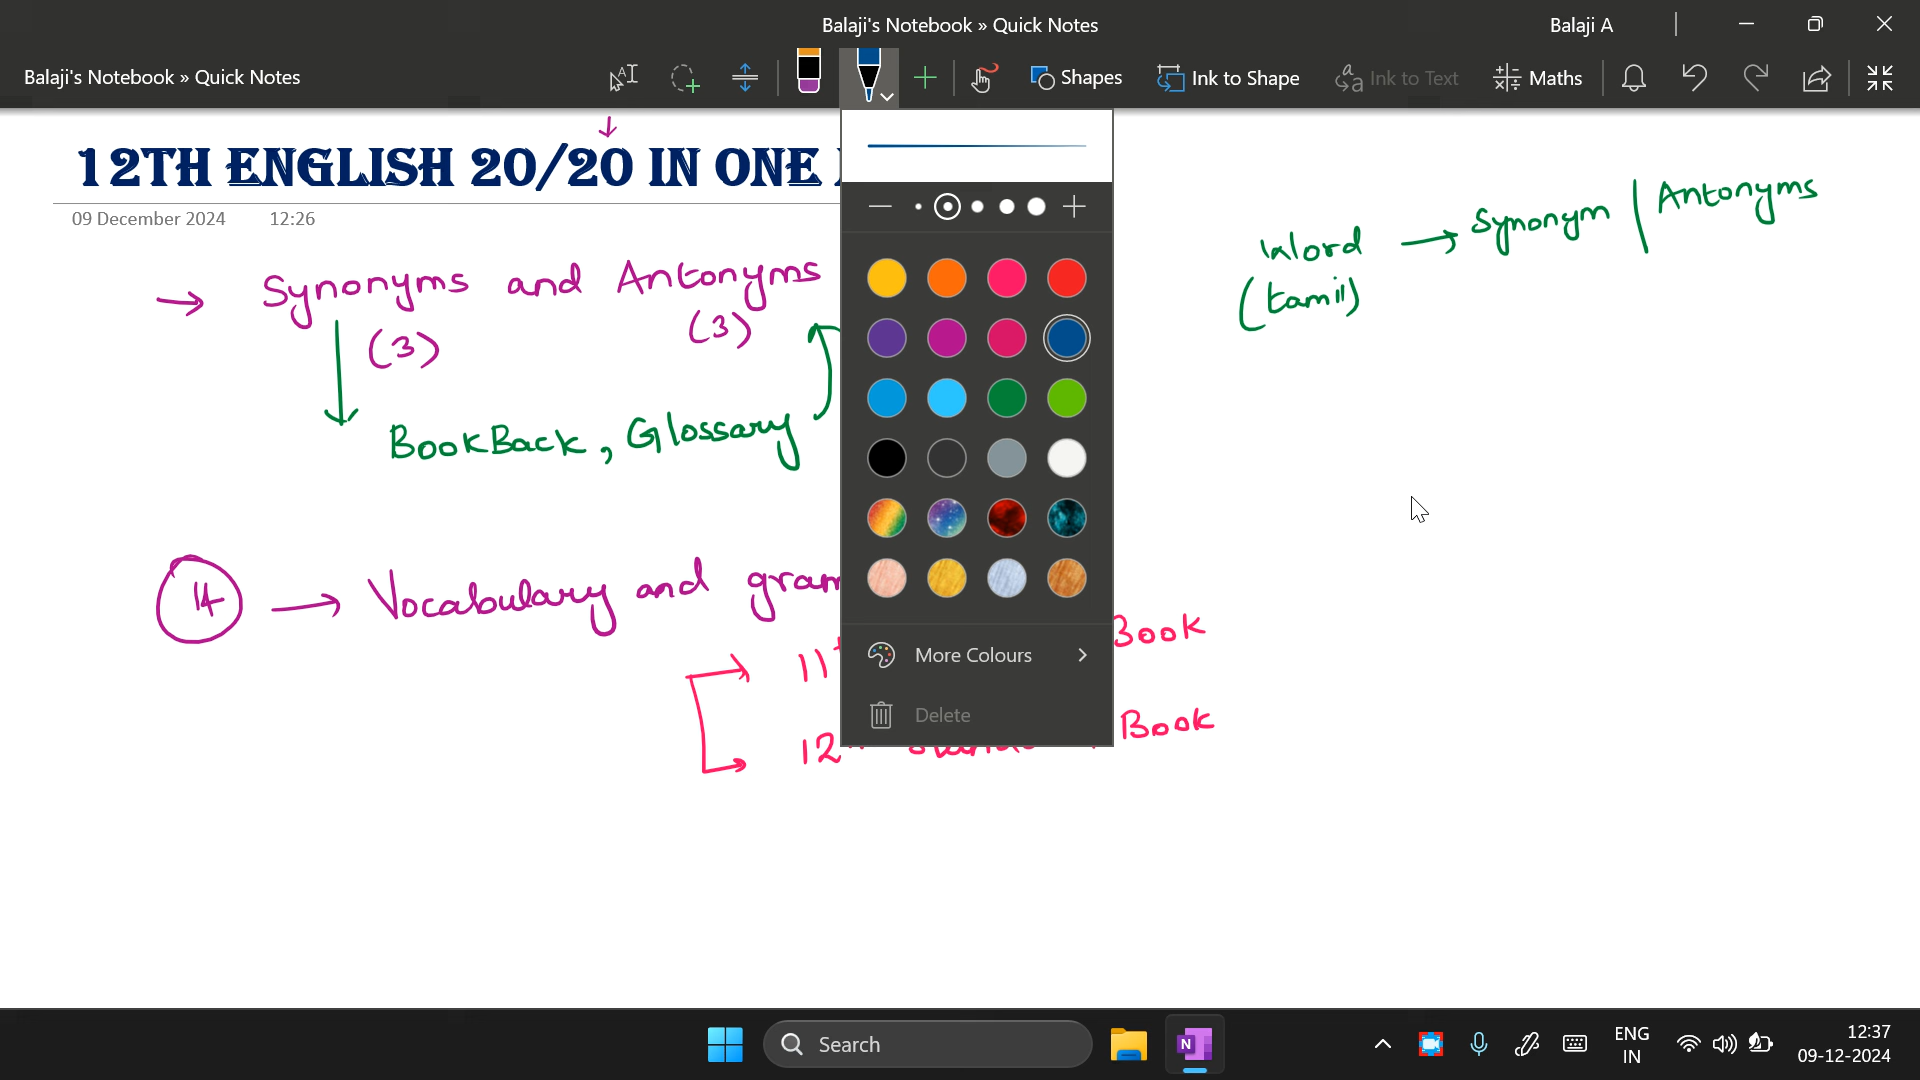 Balaji's Notebook » Quick Notes
Balaji A
Balaji's Notebook » Quick Notes
Shapes
Ink to Shape
Ink to Text
Maths
12TH ENGLISH 20/20 IN ONE
09 December 2024 12:26
Word → Synonym | Antonyms
(tamil)
→ Synonyms and Antonyms
(3) (3)
BookBack, Glossary
14 → Vocabulary and gram
11 Book
12 Book
More Colours
Delete
Search
ENG
IN
12:37
09-12-2024